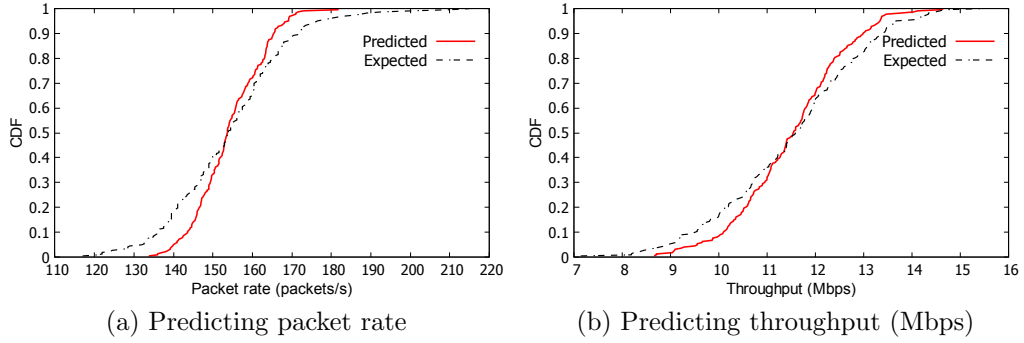 1
0.9
0.8
0.7
0.6
0.5
0.4
0.3
0.2
0.1
0
CDF
Predicted
Expected
110 120 130 140 150 160 170 180 190 200 210 220
Packet rate (packets/s)
(a) Predicting packet rate
1
0.9
0.8
0.7
0.6
0.5
0.4
0.3
0.2
0.1
0
CDF
Predicted
Expected
7 8 9 10 11 12 13 14 15 16
Throughput (Mbps)
(b) Predicting throughput (Mbps)